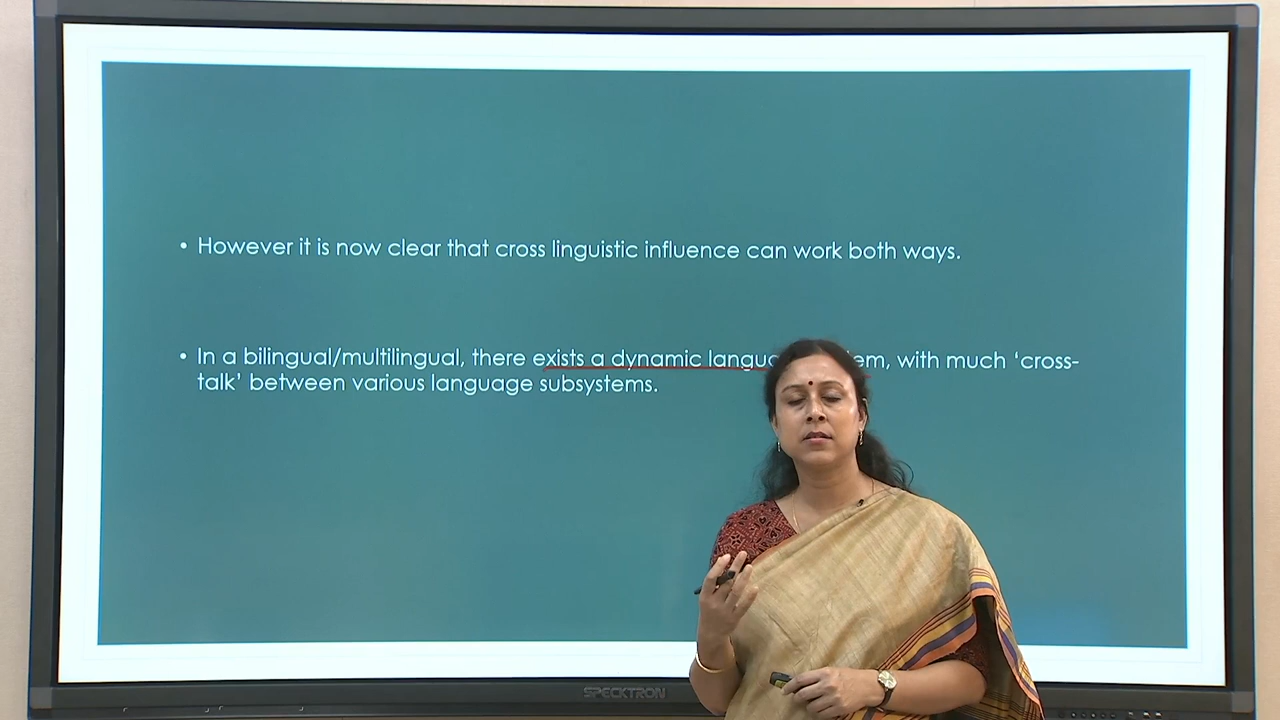 • However it is now clear that cross linguistic influence can work both ways.
• In a bilingual/multilingual, there exists a dynamic em, with much ‘cross-
talk’ between various language subsystems.
SPECKTRON